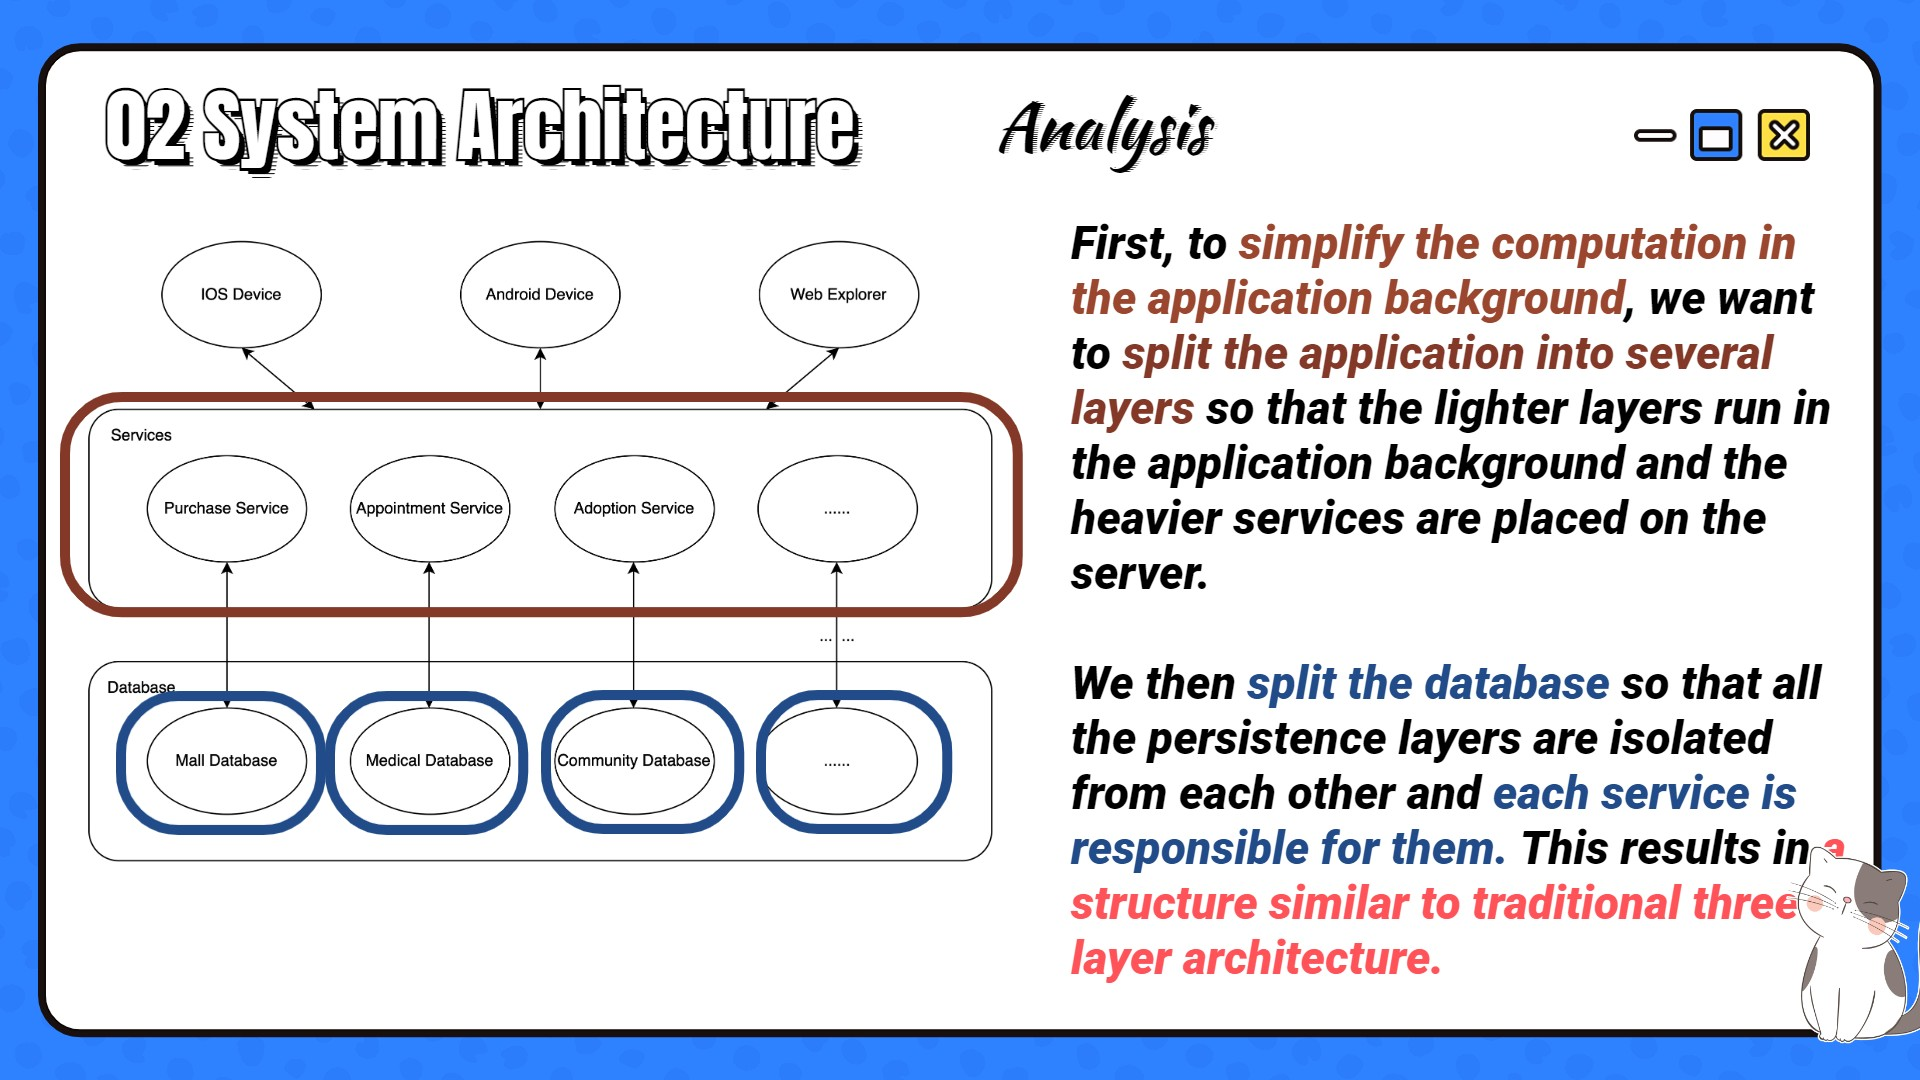 02 System Architecture
Analysis
IOS Device
Android Device
Web Explorer
Services
Purchase Service
Appointment Service
Adoption Service
......
... ...
Database
Mall Database
Medical Database
Community Database
......
First, to simplify the computation in
the application background, we want
to split the application into several
layers so that the lighter layers run in
the application background and the
heavier services are placed on the
server.
We then split the database so that all
the persistence layers are isolated
from each other and each service is
responsible for them. This results in a
structure similar to traditional three
layer architecture.